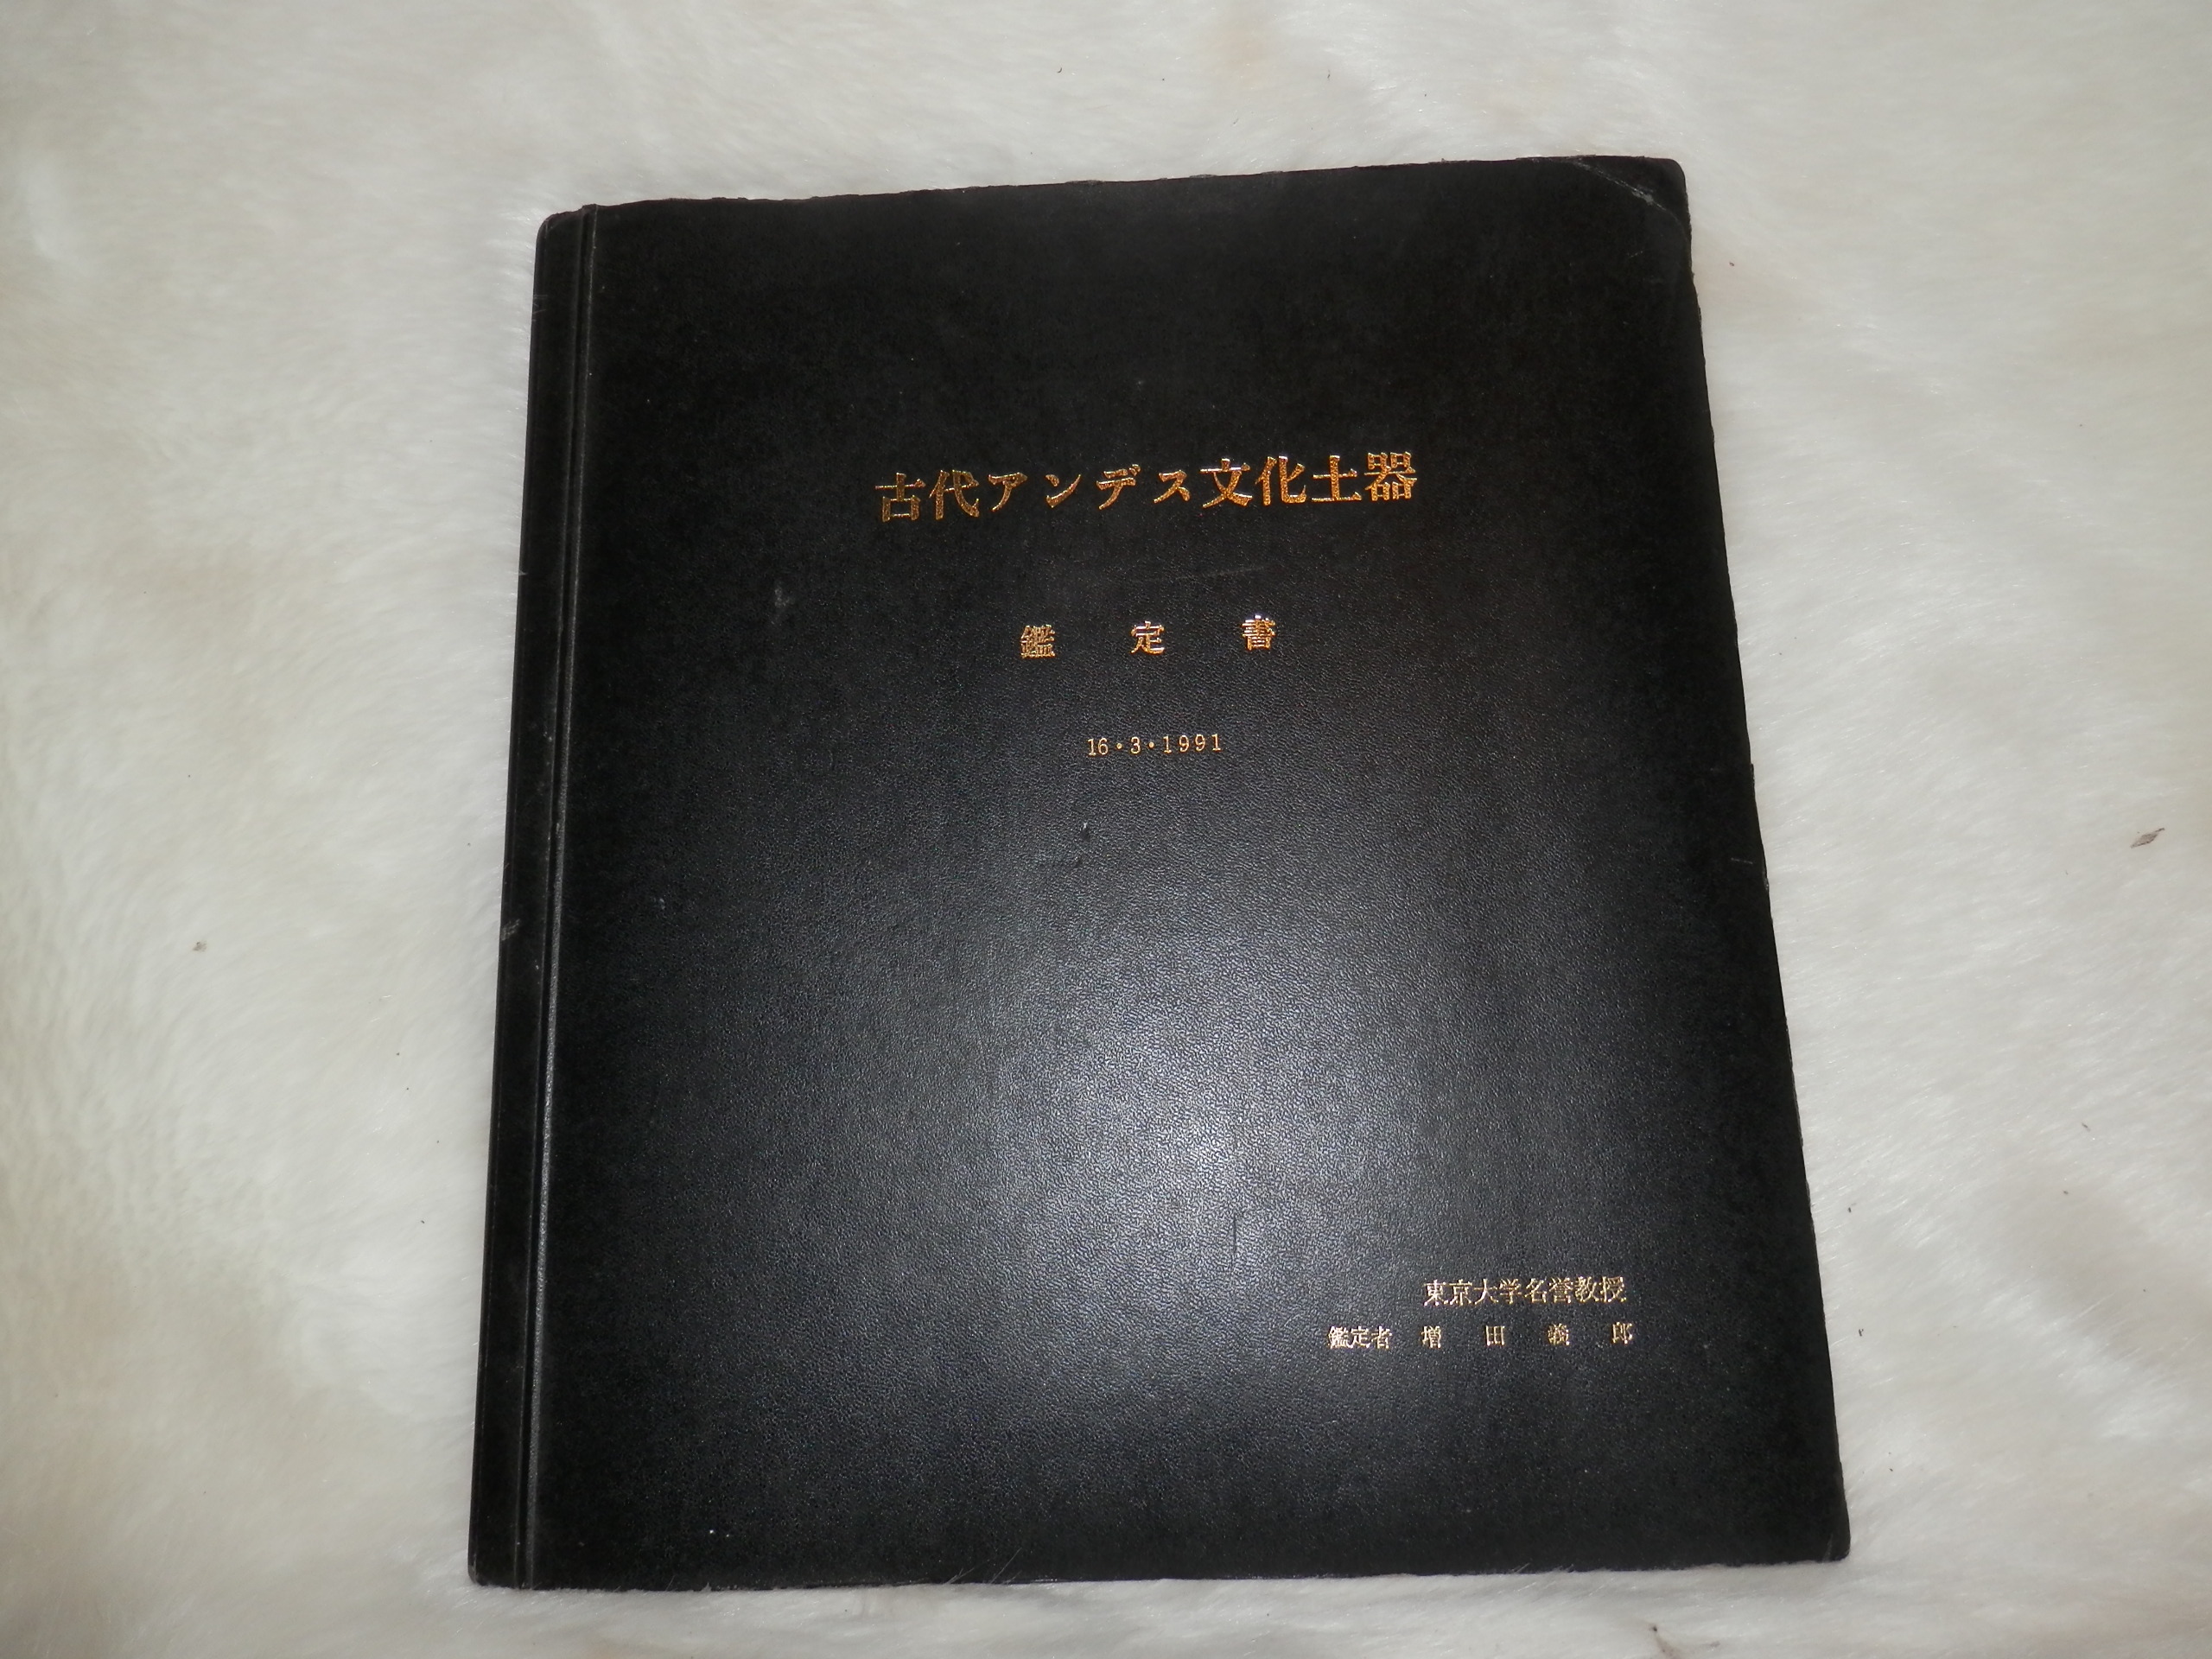 古代アンデス文化土器
鑑定書
16・3・1991
東京大学名誉教授
鑑定者 増田義郎